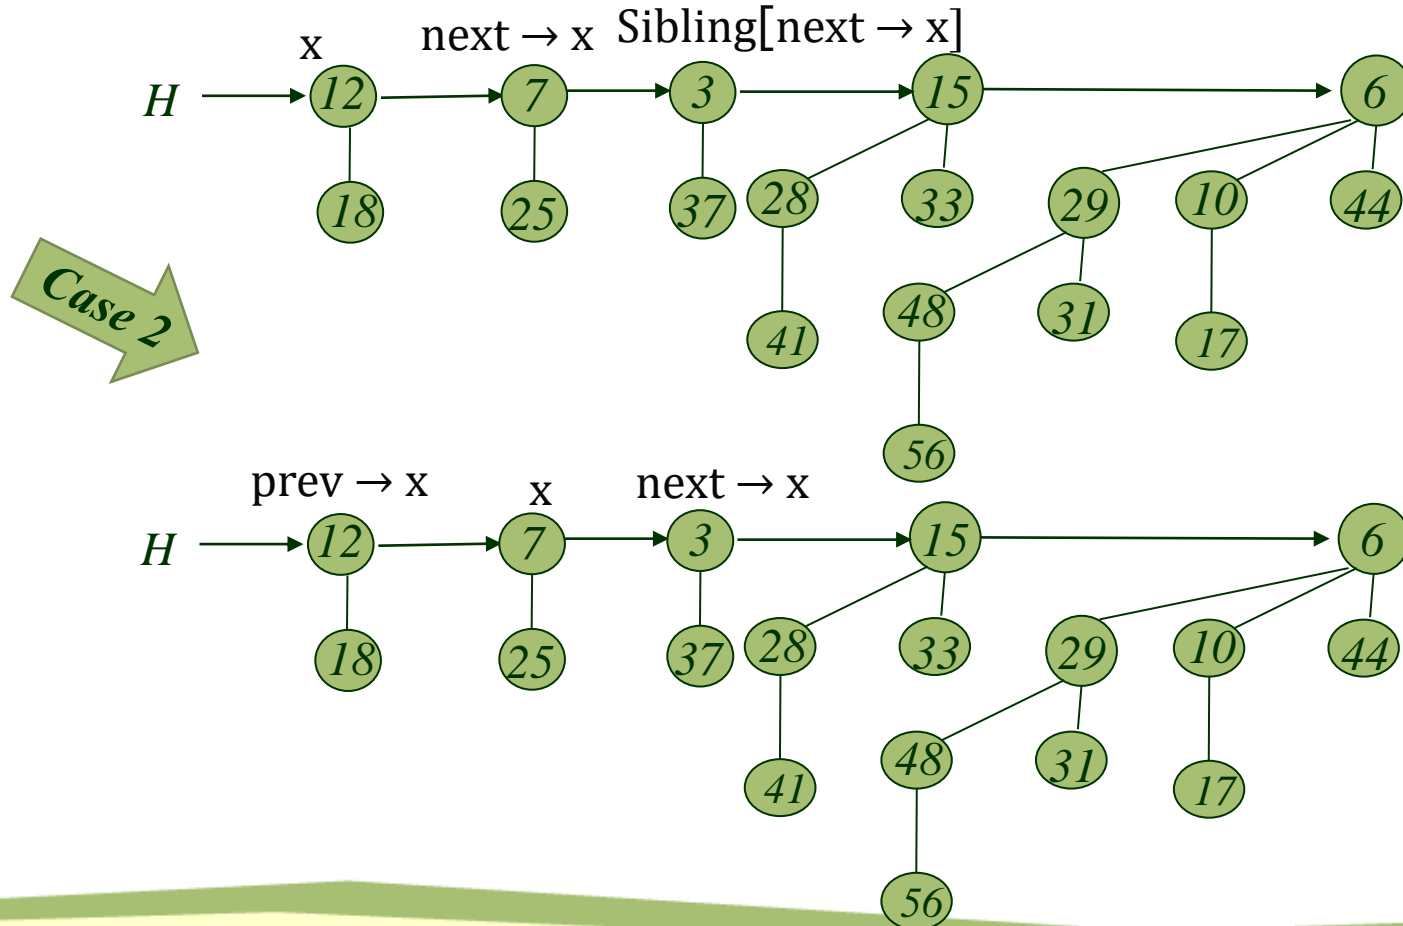 x next → x Sibling[next → x]
H 12 7 3 15 6
18 25 37 28 33 29 10 44
41 48 31 17
56
Case 2
prev → x x next → x
H 12 7 3 15 6
18 25 37 28 33 29 10 44
41 48 31 17
56